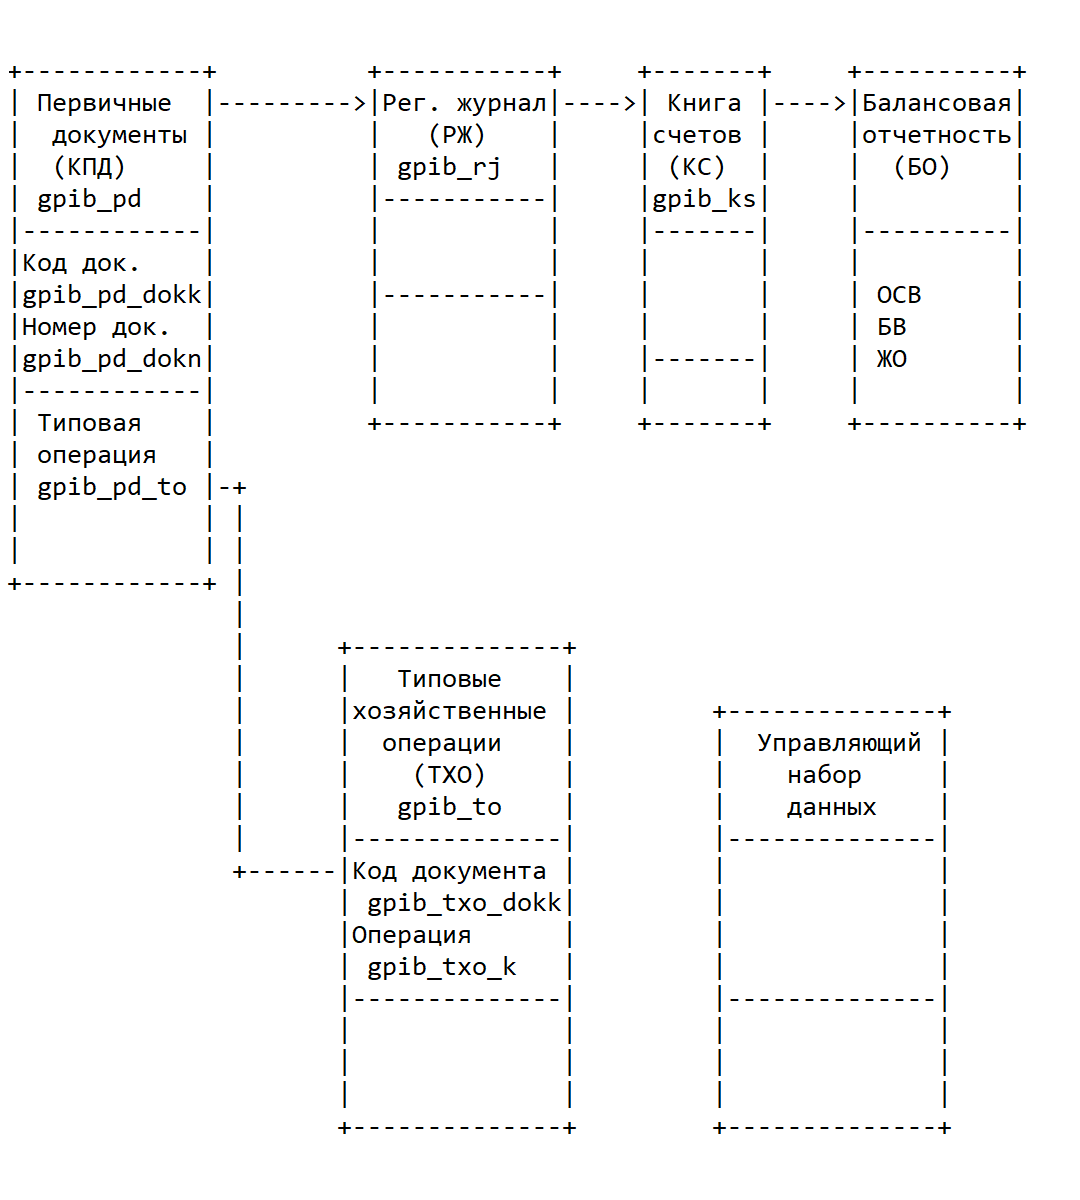 +------------+          +-----------+     +-------+     +----------+
| Первичные  |--------->|Рег. журнал|---->| Книга |---->|Балансовая|
|  документы |          |   (РЖ)    |     |счетов |     |отчетность|
|  (КПД)     |          | gpib_rj   |     | (КС)  |     |  (БО)    |
| gpib_pd    |          |-----------|     |gpib_ks|     |          |
|------------|          |           |     |-------|     |----------|
|Код док.    |          |           |     |       |     |          |
|gpib_pd_dokk|          |-----------|     |       |     | ОСВ      |
|Номер док.  |          |           |     |       |     | БВ       |
|gpib_pd_dokn|          |           |     |-------|     | ЖО       |
|------------|          |           |     |       |     |          |
| Типовая    |          +-----------+     +-------+     +----------+
| операция   |
| gpib_pd_to |-+
|            | |
|            | |
+------------+ |
               |
               |      +--------------+
               |      |   Типовые    |
               |      |хозяйственные |         +--------------+
               |      |  операции    |         |  Управляющий |
               |      |    (ТХО)     |         |    набор     |
               |      |   gpib_to    |         |    данных    |
               |      |--------------|         |--------------|
               +------|Код документа |         |              |
                      | gpib_txo_dokk|         |              |
                      |Операция      |         |              |
                      | gpib_txo_k   |         |              |
                      |--------------|         |--------------|
                      |              |         |              |
                      |              |         |              |
                      |              |         |              |
                      +--------------+         +--------------+